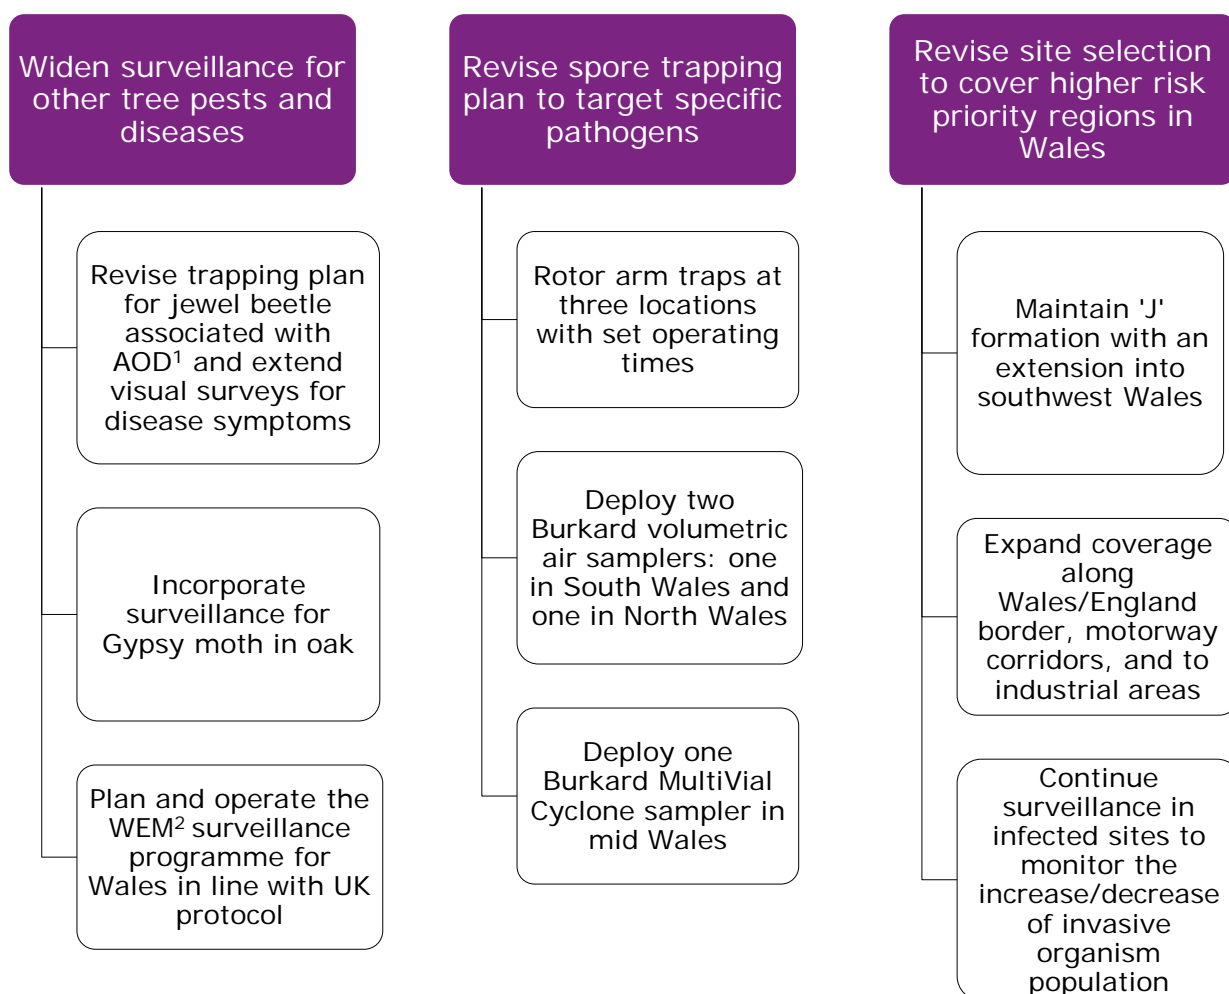 Widen surveillance for
other tree pests and
diseases
Revise trapping plan
for jewel beetle
associated with
AOD¹ and extend
visual surveys for
disease symptoms
Incorporate
surveillance for
Gypsy moth in oak
Plan and operate the
WEM² surveillance
programme for
Wales in line with UK
protocol
Revise spore trapping
plan to target specific
pathogens
Rotor arm traps at
three locations
with set operating
times
Deploy two
Burkard volumetric
air samplers: one
in South Wales and
one in North Wales
Deploy one
Burkard MultiVial
Cyclone sampler in
mid Wales
Revise site selection
to cover higher risk
priority regions in
Wales
Maintain 'J'
formation with an
extension into
southwest Wales
Expand coverage
along
Wales/England
border, motorway
corridors, and to
industrial areas
Continue
surveillance in
infected sites to
monitor the
increase/decrease
of invasive
organism
population